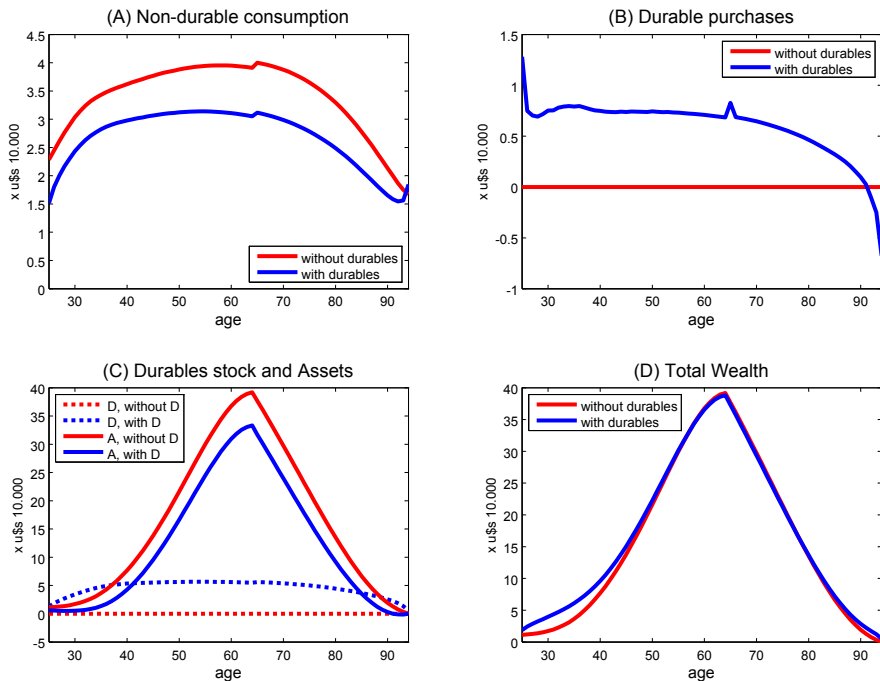 (A) Non-durable consumption
4.5
4
3.5
3
2.5
2
1.5
1
0.5
0
x u$s 10.000
without durables
with durables
30 40 50 60 70 80 90
age
(B) Durable purchases
1.5
1
0.5
0
-0.5
-1
x u$s 10.000
without durables
with durables
30 40 50 60 70 80 90
age
(C) Durables stock and Assets
40
35
30
25
20
15
10
5
0
-5
x u$s 10.000
D, without D
D, with D
A, without D
A, with D
30 40 50 60 70 80 90
age
(D) Total Wealth
40
35
30
25
20
15
10
5
0
x u$s 10.000
without durables
with durables
30 40 50 60 70 80 90
age